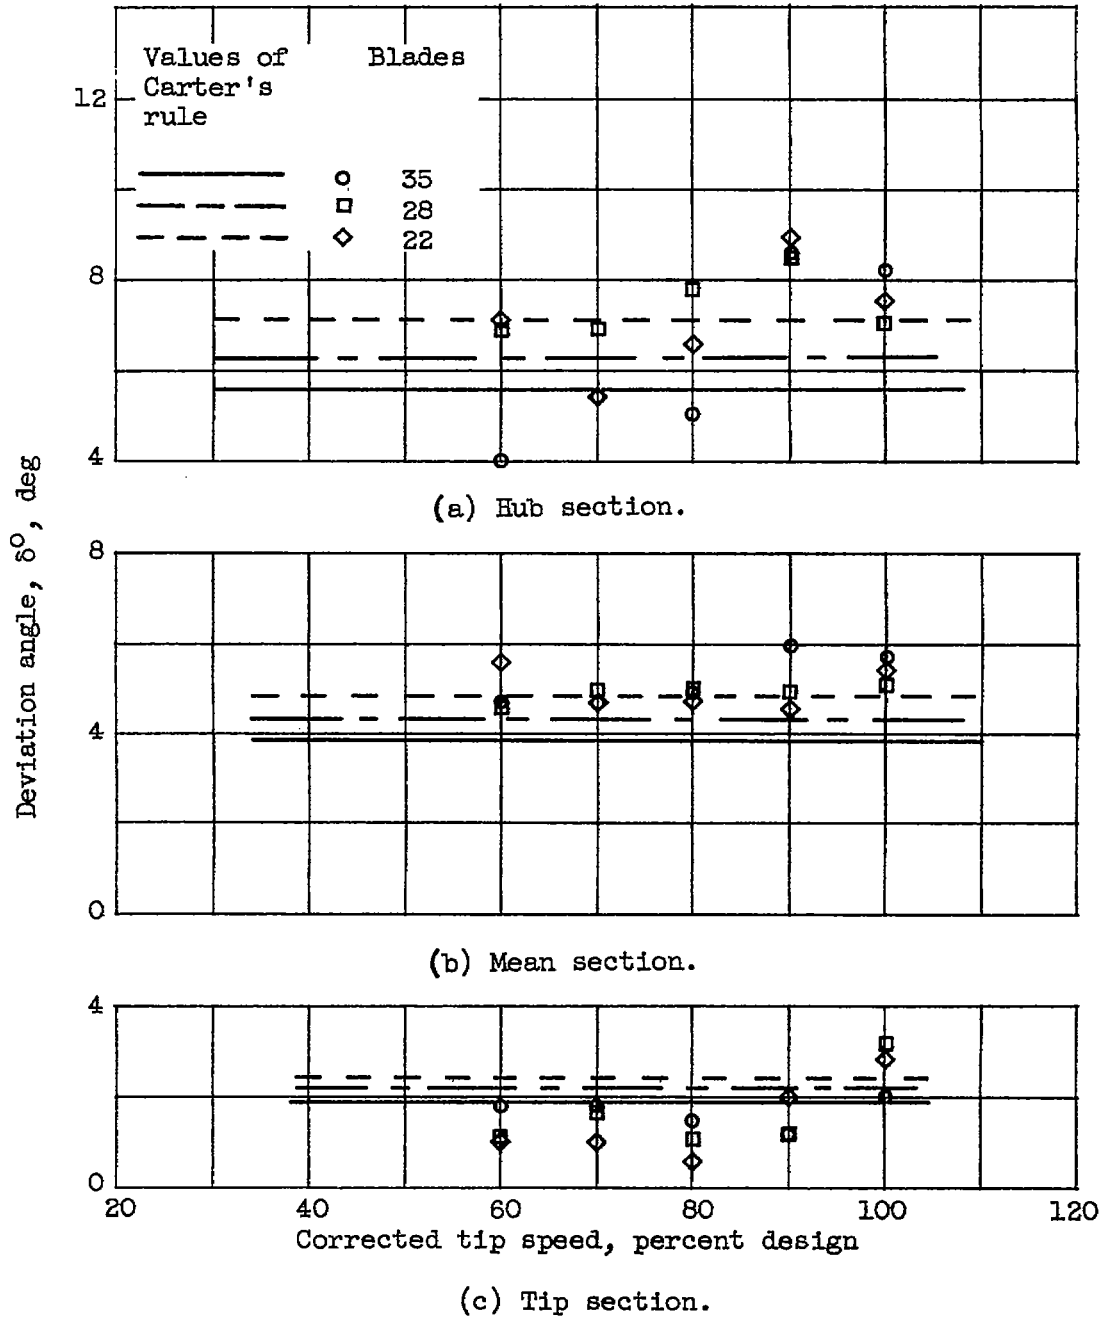 Values of Carter's rule
Blades
35
28
22
12
8
4
(a) Hub section.
Deviation angle, δ°, deg
8
4
0
(b) Mean section.
4
0
20 40 60 80 100 120
Corrected tip speed, percent design
(c) Tip section.